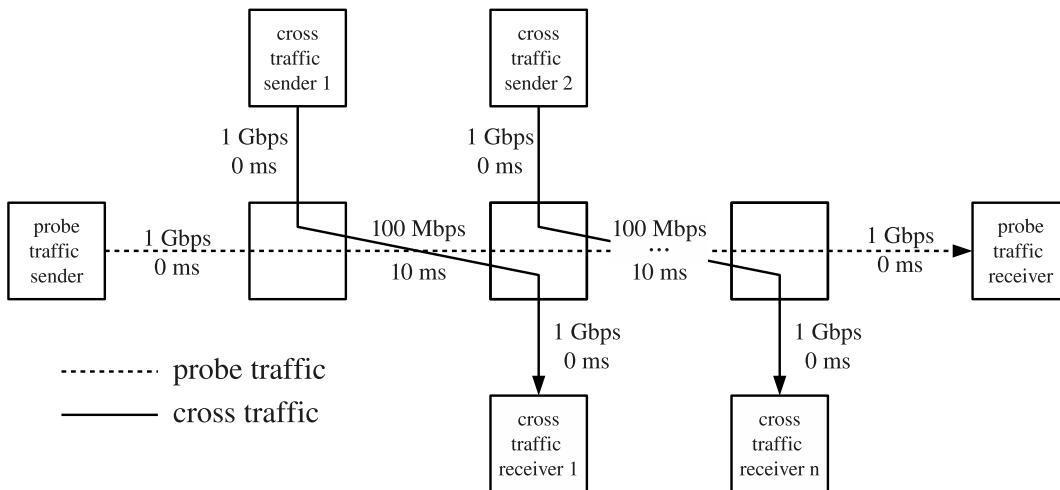 cross
traffic
sender 1
cross
traffic
sender 2
1 Gbps
0 ms
1 Gbps
0 ms
probe
traffic
sender
1 Gbps
0 ms
100 Mbps
10 ms
100 Mbps
...
10 ms
1 Gbps
0 ms
probe
traffic
receiver
1 Gbps
0 ms
1 Gbps
0 ms
probe traffic
cross traffic
cross
traffic
receiver 1
cross
traffic
receiver n